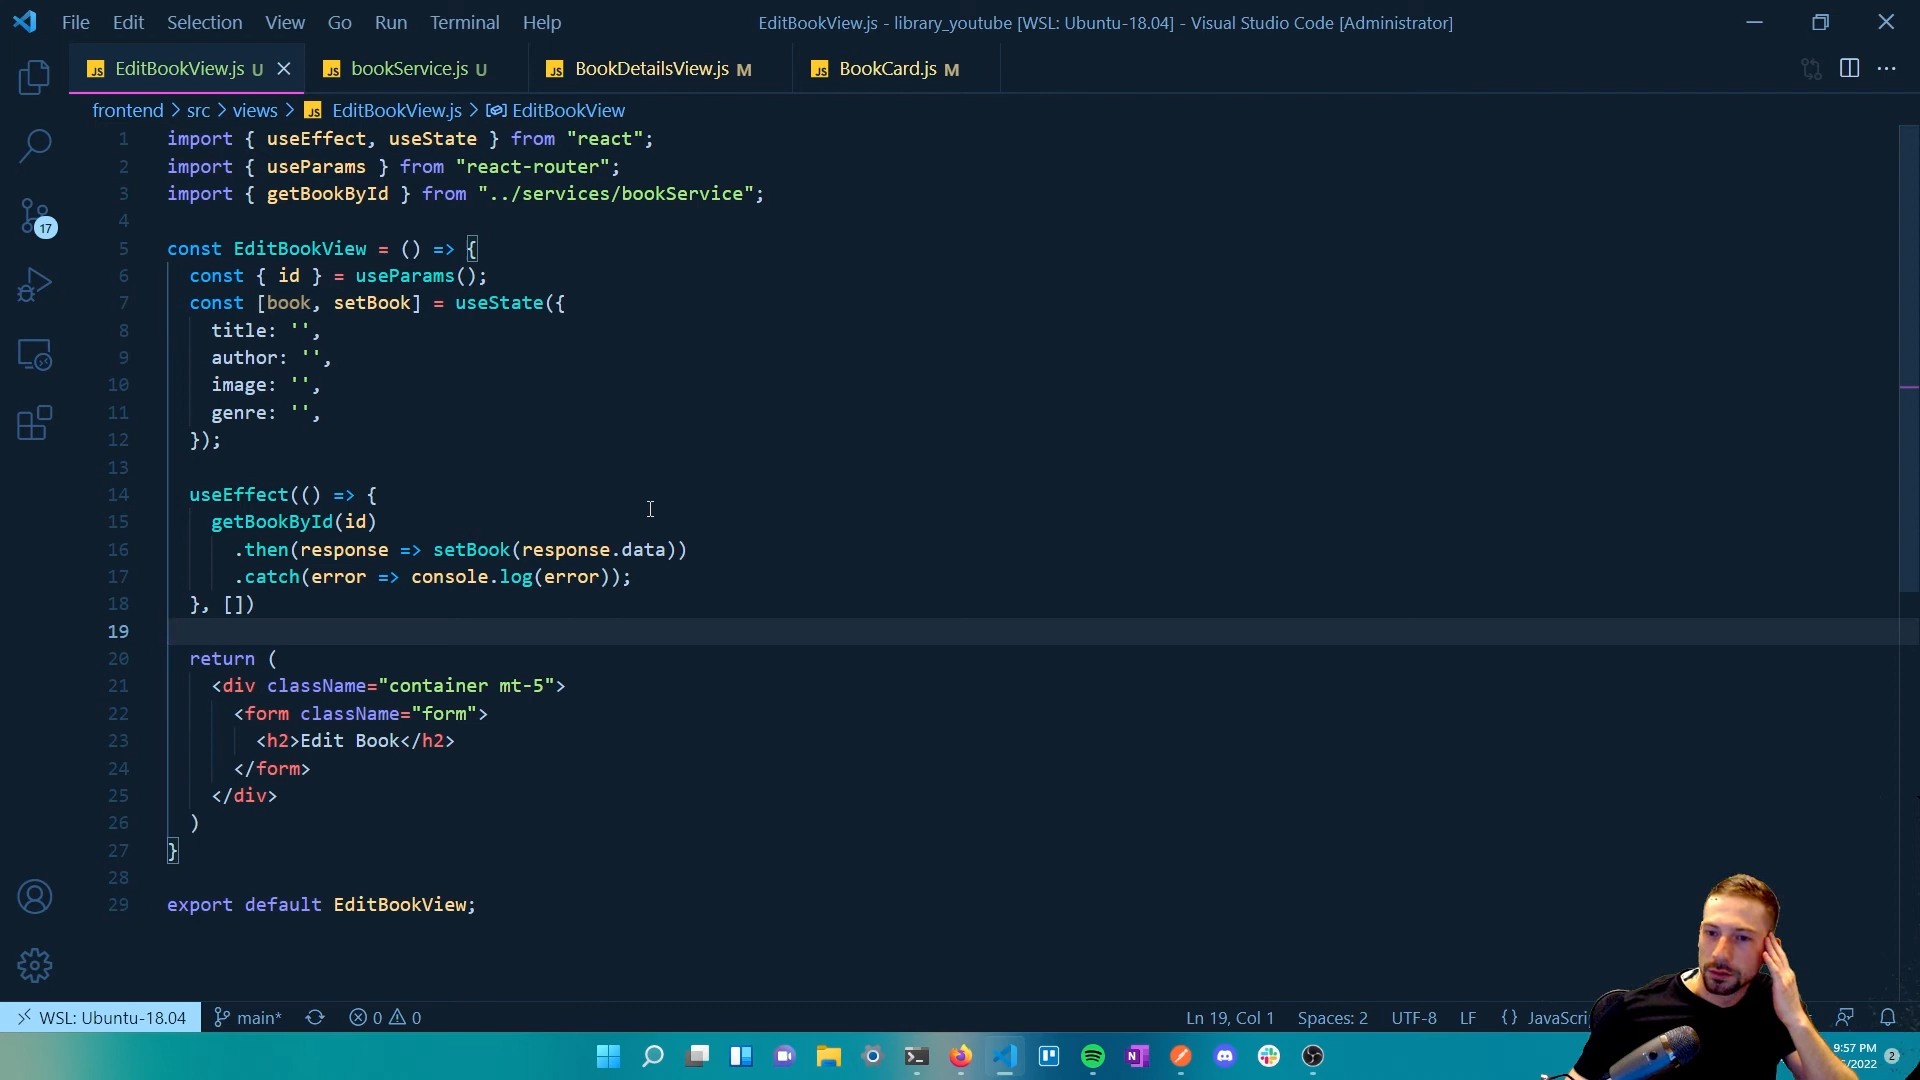 File Edit Selection View Go Run Terminal Help
EditBookView.js - library_youtube [WSL: Ubuntu-18.04] - Visual Studio Code [Administrator]
JS EditBookView.js U
JS bookService.js U
JS BookDetailsView.js M
JS BookCard.js M
frontend > src > views > JS EditBookView.js > EditBookView
1 import { useEffect, useState } from "react";
2 import { useParams } from "react-router";
3 import { getBookById } from "../services/bookService";
4
5 const EditBookView = () => {
6 const { id } = useParams();
7 const [book, setBook] = useState({
8 title: '',
9 author: '',
10 image: '',
11 genre: '',
12 });
13
14 useEffect(() => {
15 getBookById(id)
16 .then(response => setBook(response.data))
17 .catch(error => console.log(error));
18 }, [])
19
20 return (
21 <div className="container mt-5">
22 <form className="form">
23 <h2>Edit Book</h2>
24 </form>
25 </div>
26 )
27 }
28
29 export default EditBookView;
17
WSL: Ubuntu-18.04 main* 0 0
Ln 19, Col 1 Spaces: 2 UTF-8 LF {} JavaScri
N
9:57 PM
/2022
2